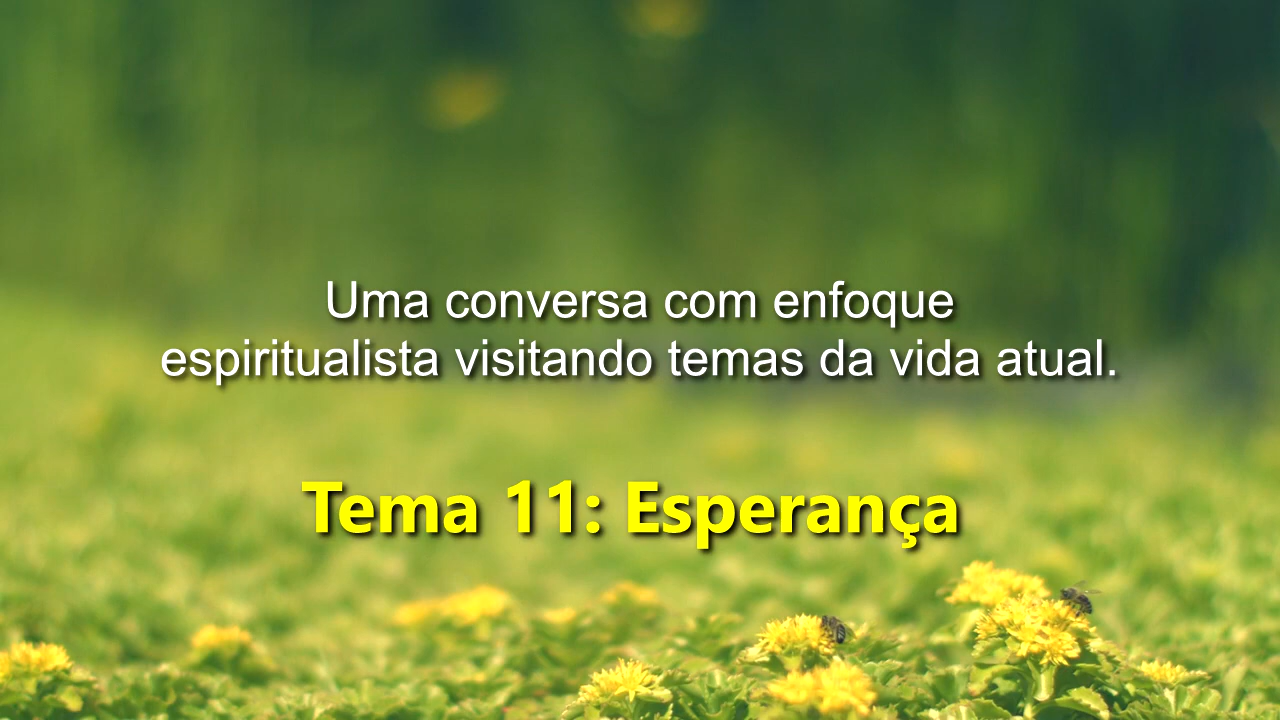 Uma conversa com enfoque
espiritualista visitando temas da vida atual.
Tema 11: Esperança